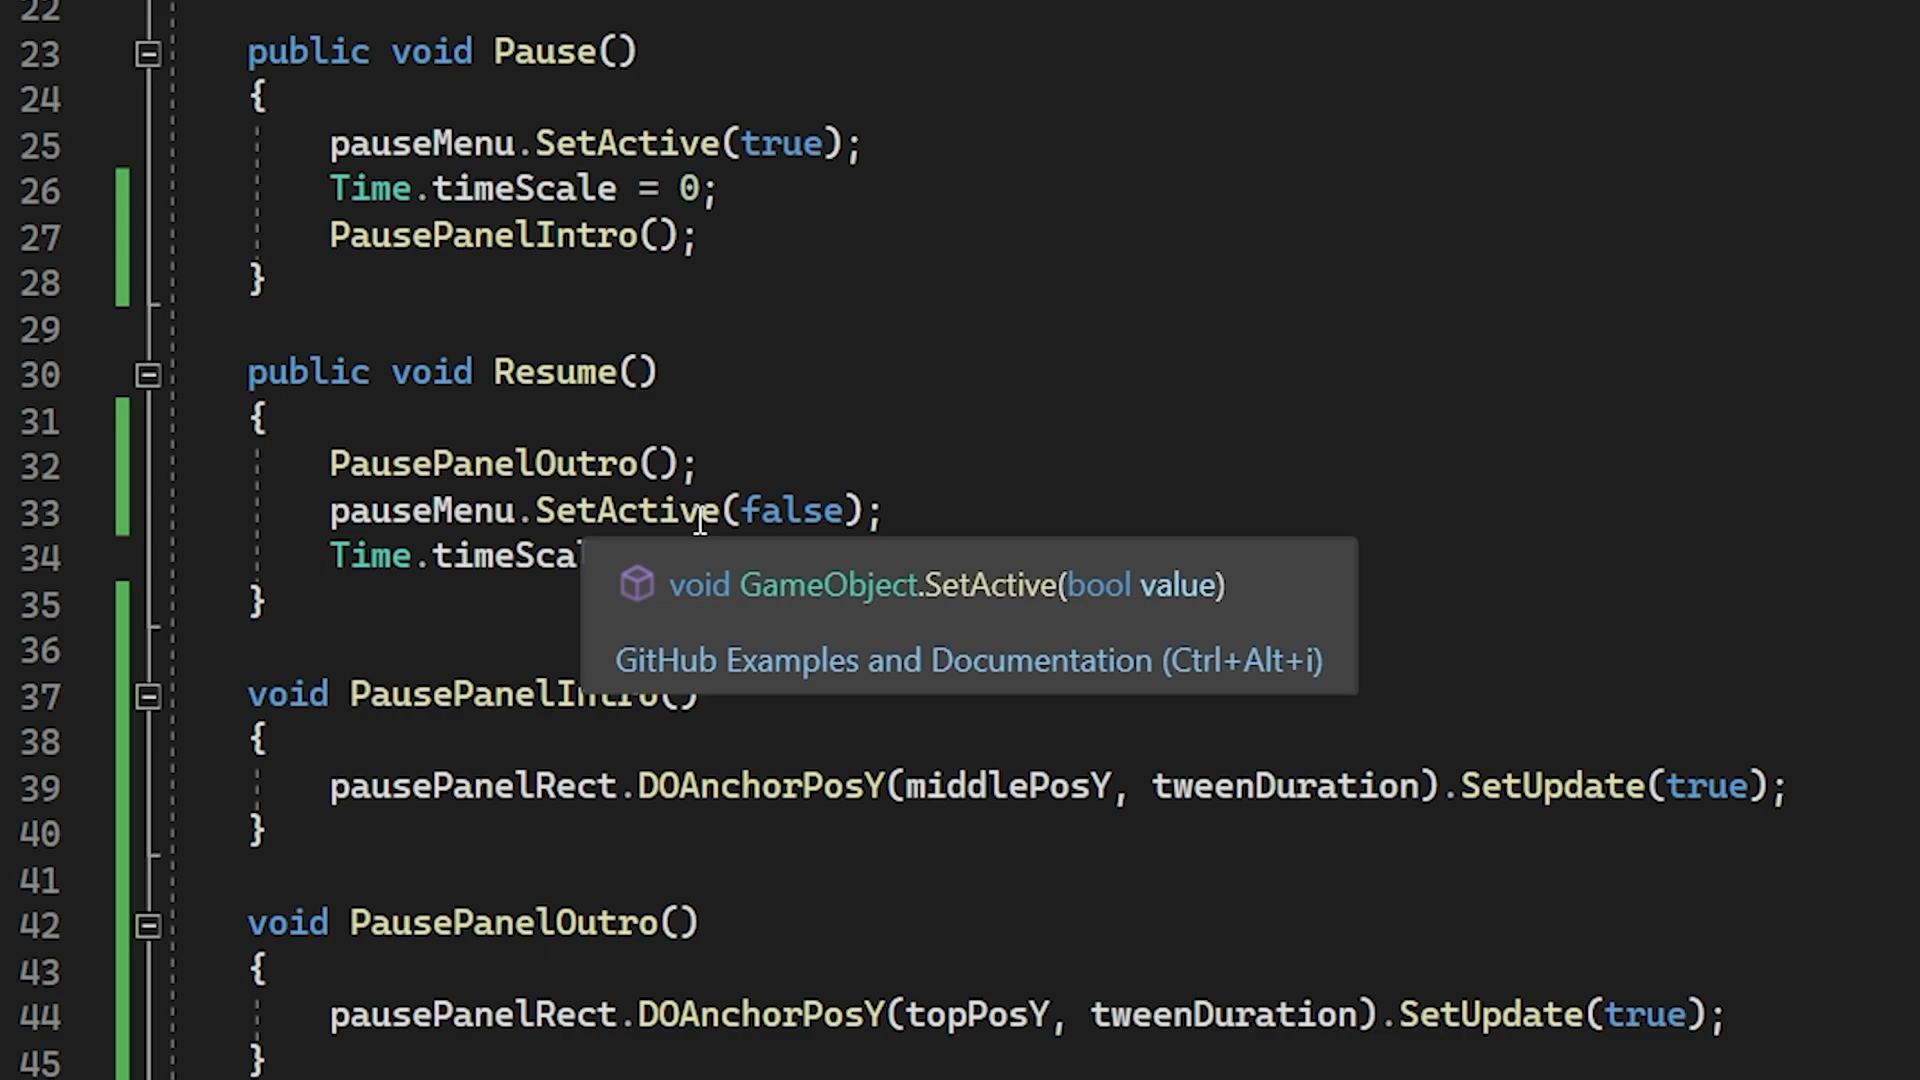 22
23 public void Pause()
24 {
25 pauseMenu.SetActive(true);
26 Time.timeScale = 0;
27 PausePanelIntro();
28 }
29
30 public void Resume()
31 {
32 PausePanelOutro();
33 pauseMenu.SetActive(false);
34 Time.timeScal
void GameObject.SetActive(bool value)
35 }
GitHub Examples and Documentation (Ctrl+Alt+i)
36
37 void PausePanelIntro()
38 {
39 pausePanelRect.DOAnchorPosY(middlePosY, tweenDuration).SetUpdate(true);
40 }
41
42 void PausePanelOutro()
43 {
44 pausePanelRect.DOAnchorPosY(topPosY, tweenDuration).SetUpdate(true);
45 }